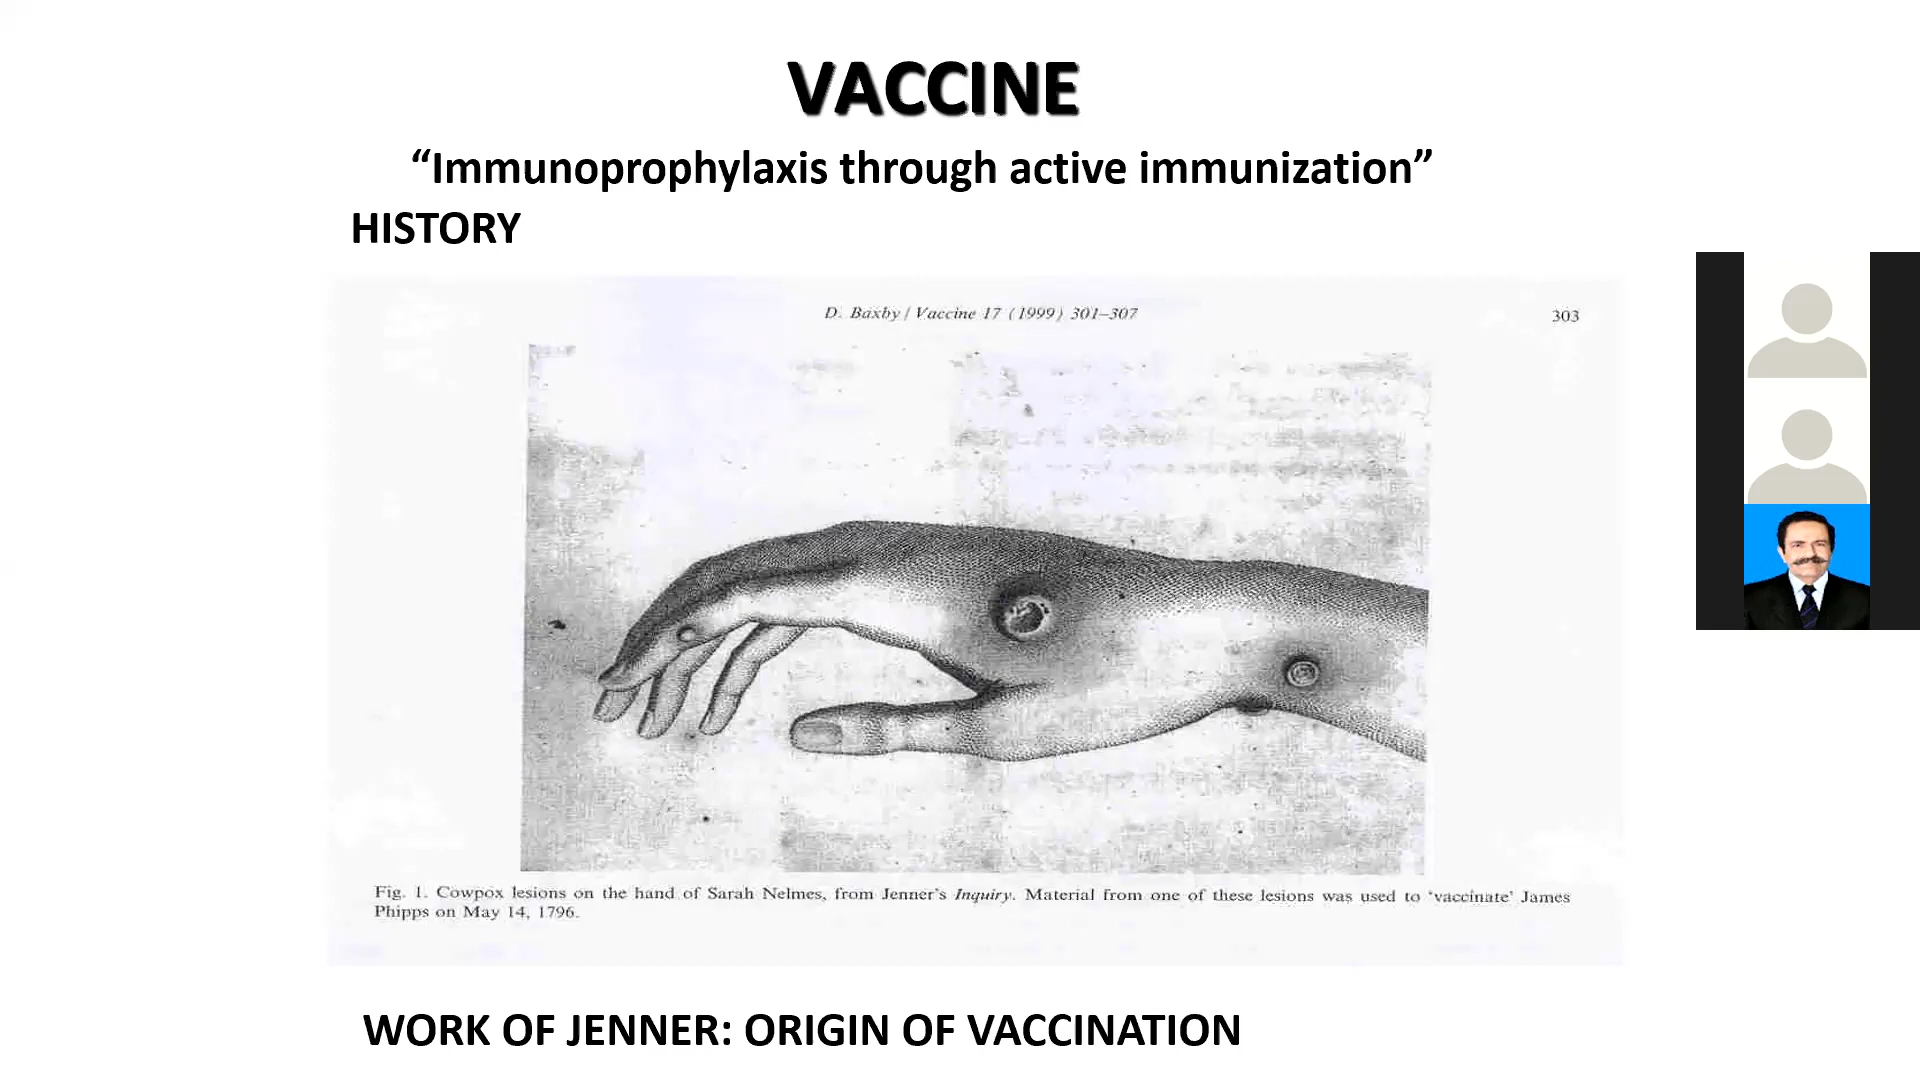 VACCINE
“Immunoprophylaxis through active immunization”
HISTORY
D. Baxby / Vaccine 17 (1999) 301–307
303
Fig. 1. Cowpox lesions on the hand of Sarah Nelmes, from Jenner's Inquiry. Material from one of these lesions was used to ‘vaccinate’ James
Phipps on May 14, 1796.
WORK OF JENNER: ORIGIN OF VACCINATION